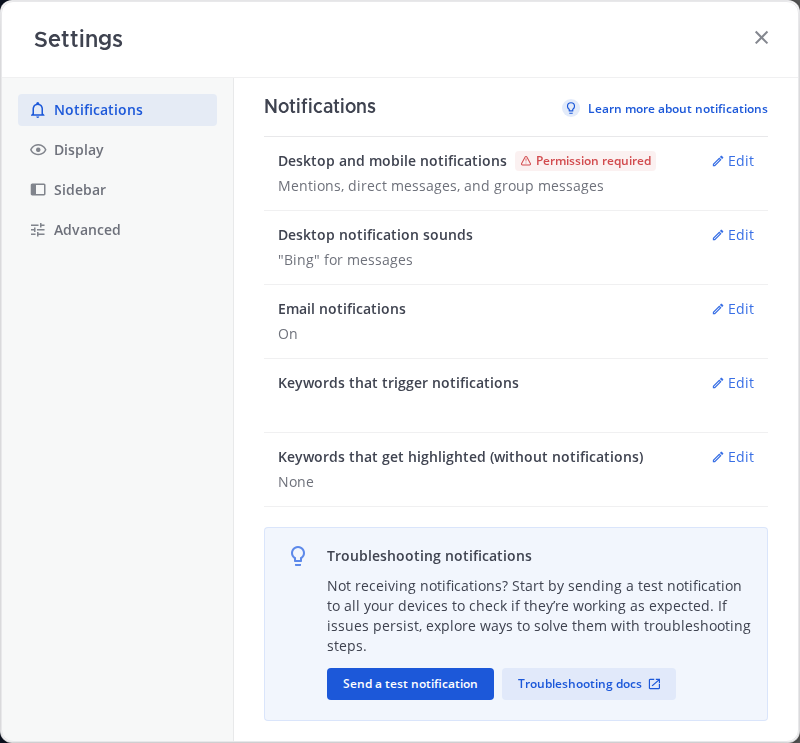 Settings
Notifications
Display
Sidebar
Advanced
Notifications
Learn more about notifications
Desktop and mobile notifications Permission required Edit
Mentions, direct messages, and group messages
Desktop notification sounds Edit
"Bing" for messages
Email notifications Edit
On
Keywords that trigger notifications Edit
Keywords that get highlighted (without notifications) Edit
None
Troubleshooting notifications
Not receiving notifications? Start by sending a test notification
to all your devices to check if they’re working as expected. If
issues persist, explore ways to solve them with troubleshooting
steps.
Send a test notification Troubleshooting docs